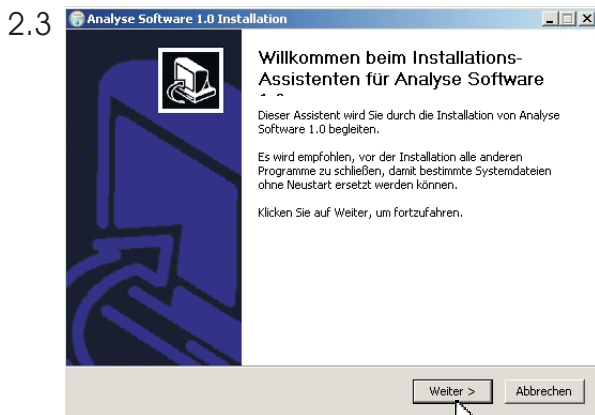 2.3
Analyse Software 1.0 Installation
Willkommen beim Installations-
Assistenten für Analyse Software
Dieser Assistent wird Sie durch die Installation von Analyse
Software 1.0 begleiten.
Es wird empfohlen, vor der Installation alle anderen
Programme zu schließen, damit bestimmte Systemdateien
ohne Neustart ersetzt werden können.
Klicken Sie auf Weiter, um fortzufahren.
Weiter >
Abbrechen